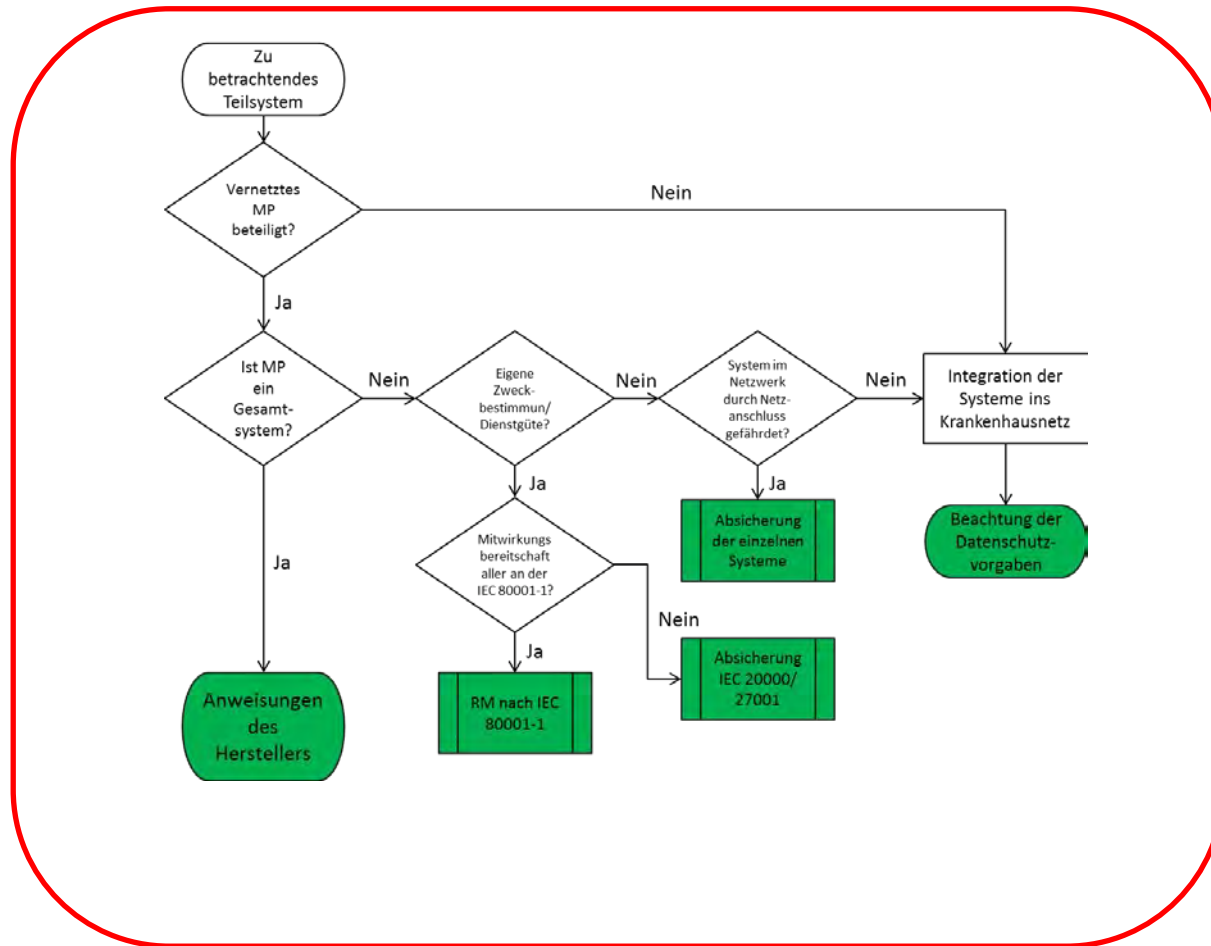 Zu
betrachtendes
Teilsystem
Vernetztes
MP
beteiligt?
Nein
Ja
Ist MP
ein
Gesamt-
system?
Nein
Eigene
Zweck-
bestimmun/
Dienstgüte?
Nein
System im
Netzwerk
durch Netz-
anschluss
gefährdet?
Nein
Integration der
Systeme ins
Krankenhausnetz
Ja
Ja
Ja
Mitwirkungs
bereitschaft
aller an der
IEC 80001-1?
Absicherung
der einzelnen
Systeme
Beachtung der
Datenschutz-
vorgaben
Nein
Ja
Anweisungen
des
Herstellers
RM nach IEC
80001-1
Absicherung
IEC 20000/
27001